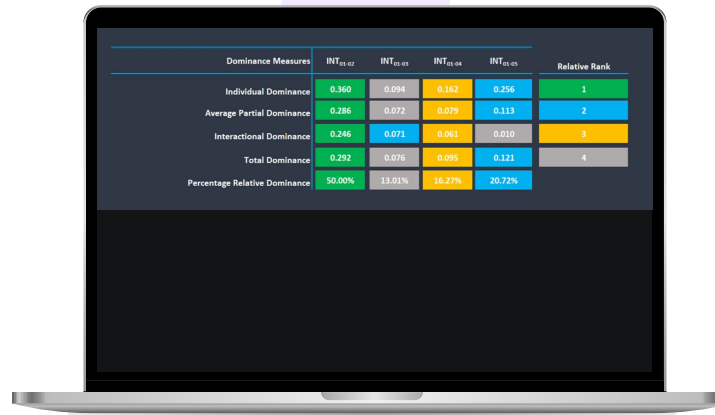 Dominance Measures INT01-02 INT01-03 INT01-04 INT01-05 Relative Rank
Individual Dominance 0.360 0.094 0.162 0.256 1
Average Partial Dominance 0.286 0.072 0.079 0.113 2
Interactional Dominance 0.246 0.071 0.061 0.010 3
Total Dominance 0.292 0.076 0.095 0.121 4
Percentage Relative Dominance 50.00% 13.01% 16.27% 20.72%